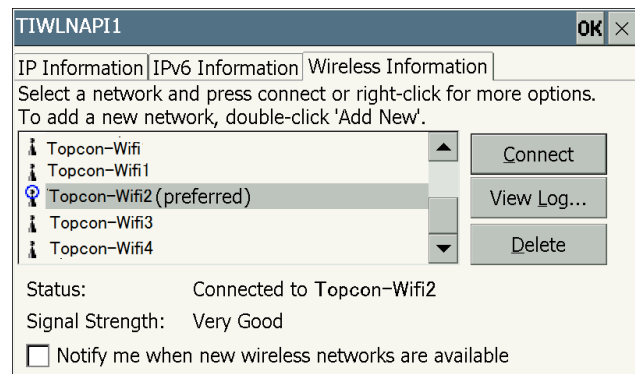 TIWLNAPI1 OK ×
IP Information IPv6 Information Wireless Information
Select a network and press connect or right-click for more options.
To add a new network, double-click 'Add New'.
Topcon-Wifi
Topcon-Wifi1
Topcon-Wifi2 (preferred)
Topcon-Wifi3
Topcon-Wifi4
Connect
View Log...
Delete
Status: Connected to Topcon-Wifi2
Signal Strength: Very Good
Notify me when new wireless networks are available